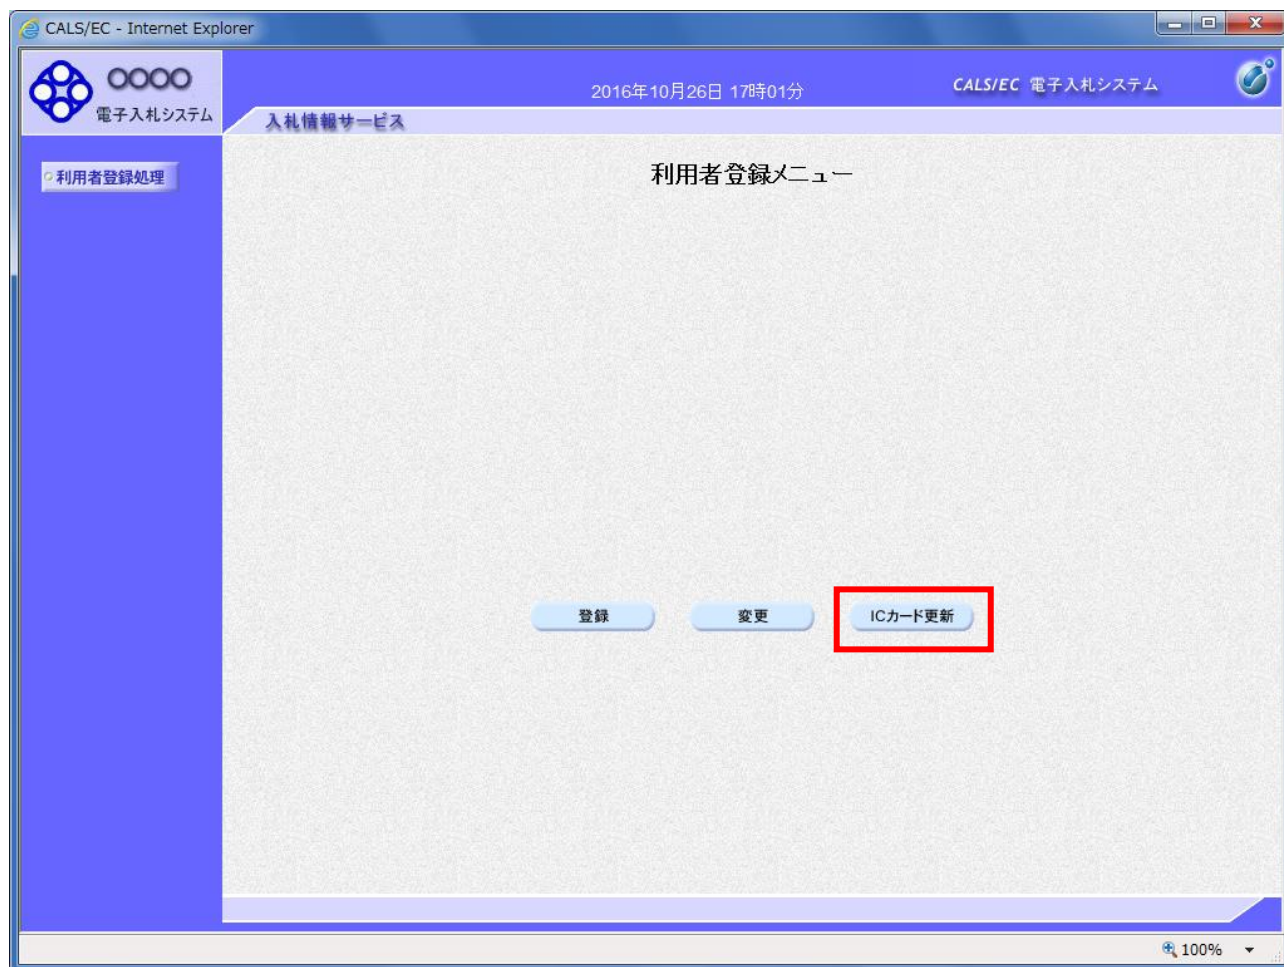 CALS/EC - Internet Explorer
〇〇〇〇
電子入札システム
2016年10月26日 17時01分
CALS/EC 電子入札システム
入札情報サービス
利用者登録処理
利用者登録メニュー
登録
変更
ICカード更新
100%